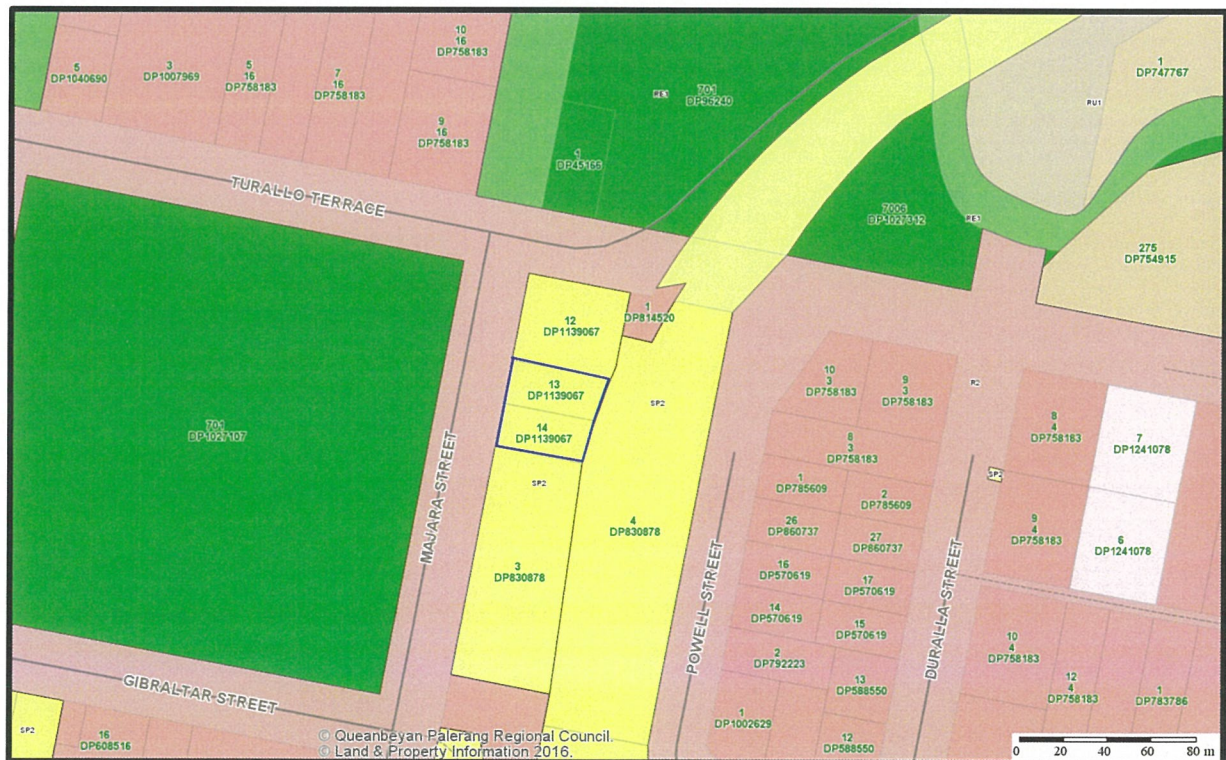 5
DP1040690
3
DP1007969
5
16
DP758183
7
16
DP758183
10
16
DP758183
9
16
DP758183
RE1
701
DP96240
1
DP45166
RU1
1
DP747767
TURALLO TERRACE
7006
DP1027312
RE1
275
DP754915
12
DP1139067
1
DP814520
13
DP1139067
14
DP1139067
SP2
SP2
701
DP1027107
MAJARA STREET
3
DP830878
4
DP830878
10
3
DP758183
9
3
DP758183
R2
8
3
DP758183
1
DP785609
2
DP785609
26
DP860737
27
DP860737
16
DP570619
17
DP570619
14
DP570619
15
DP570619
2
DP792223
13
DP588550
1
DP1002629
12
DP588550
POWELL STREET
DURALLA STREET
8
4
DP758183
7
DP1241078
SP2
9
4
DP758183
6
DP1241078
10
4
DP758183
12
4
DP758183
1
DP783786
GIBRALTAR STREET
SP2
16
DP608516
© Queanbeyan Palerang Regional Council.
© Land & Property Information 2016.
0 20 40 60 80 m